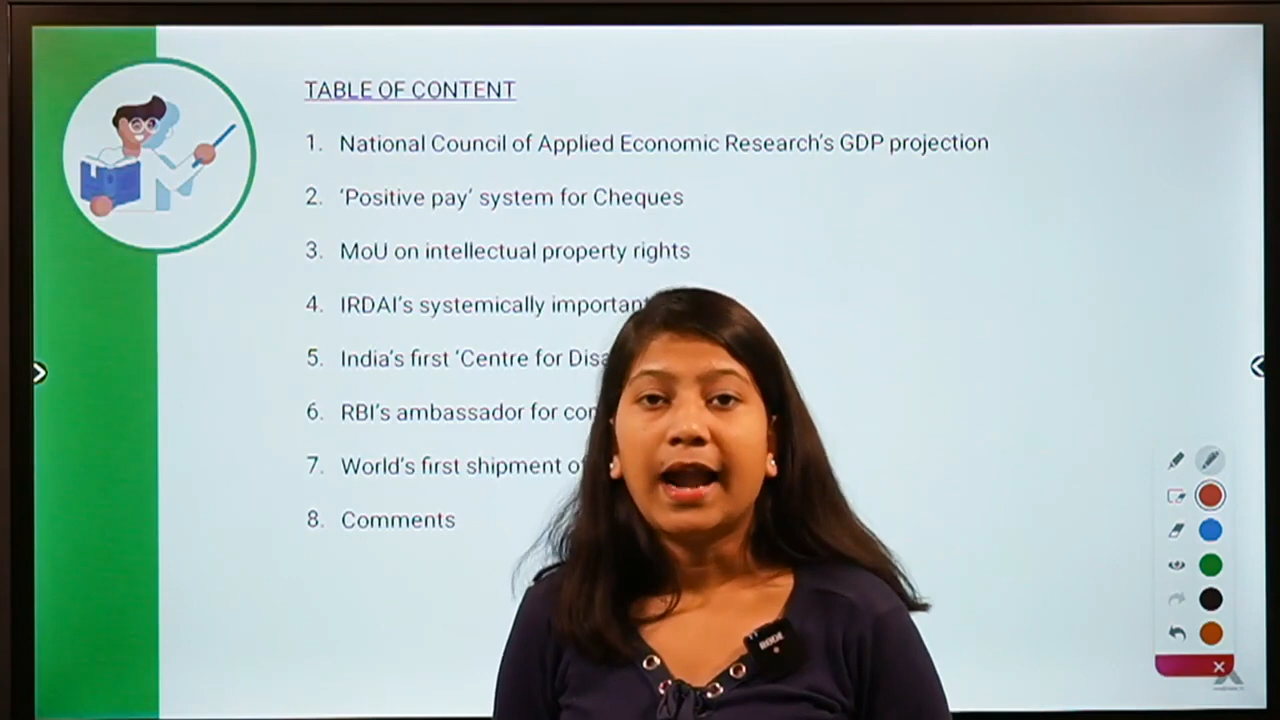 TABLE OF CONTENT
1. National Council of Applied Economic Research's GDP projection
2. 'Positive pay' system for Cheques
3. MoU on intellectual property rights
4. IRDAI's systemically important
5. India's first 'Centre for
6. RBI's ambassador for
7. World's first shipment of
8. Comments
RODE